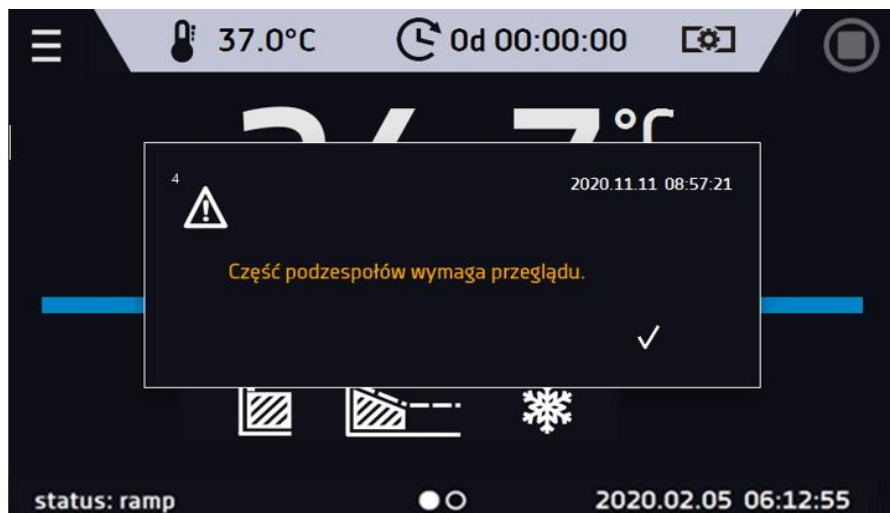 37.0°C 0d 00:00:00
°C
4
2020.11.11 08:57:21
Część podzespołów wymaga przeglądu.
status: ramp 2020.02.05 06:12:55